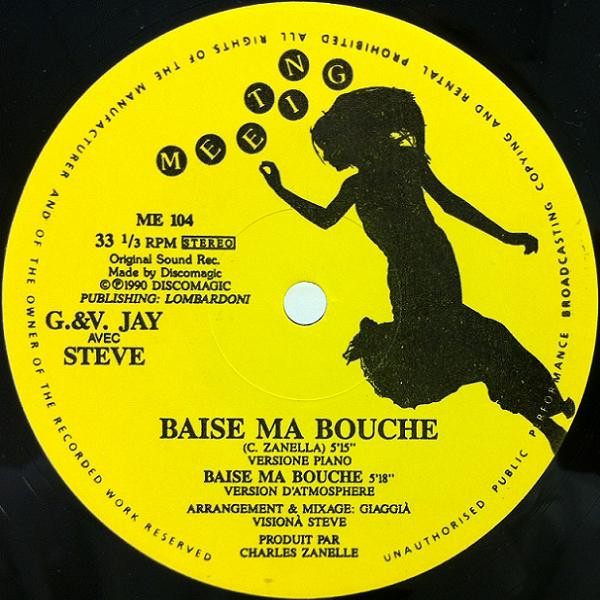 MEETING
ME 104
33 1/3 RPM STEREO
Original Sound Rec.
Made by Discomagic
©℗1990 DISCOMAGIC
PUBLISHING: LOMBARDONI
G.&V. JAY
AVEC
STEVE
BAISE MA BOUCHE
(C. ZANELLA) 5'15"
VERSIONE PIANO
BAISE MA BOUCHE 5'18"
VERSION D'ATMOSPHERE
ARRANGEMENT & MIXAGE: GIAGGIÀ
VISIONÀ STEVE
PRODUIT PAR
CHARLES ZANELLE
ALL RIGHTS OF THE MANUFACTURER AND OF THE OWNER OF THE RECORDED WORK RESERVED
UNAUTHORISED PUBLIC PERFORMANCE BROADCASTING COPYING AND RENTAL PROHIBITED